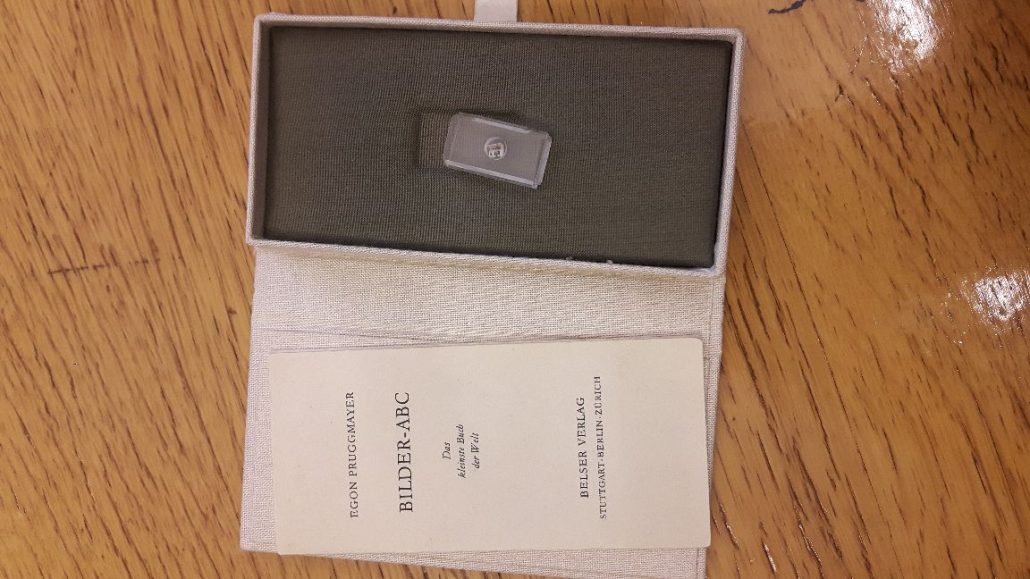 EGON PRUGGMAYER
BILDER-ABC
Das
kleinste Buch
der Welt
BELSER VERLAG
STUTTGART·BERLIN·ZÜRICH